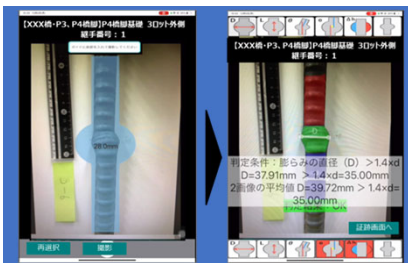 【XXX橋・P3、P4橋脚】P4橋脚基礎 3ロット外側
継手番号：1
28.0mm
再選択
撮影
D
L
【XXX橋・P3、P4橋脚】P4橋脚基礎 3ロット外側
継手番号：1
D
判定条件：膨らみの直径（D）＞1.4×d
D=37.91mm ＞1.4×d=35.00mm
2画像の平均値 D=39.72mm ＞1.4×d=
35.00mm
判定結果：OK
証跡画面へ
D
L